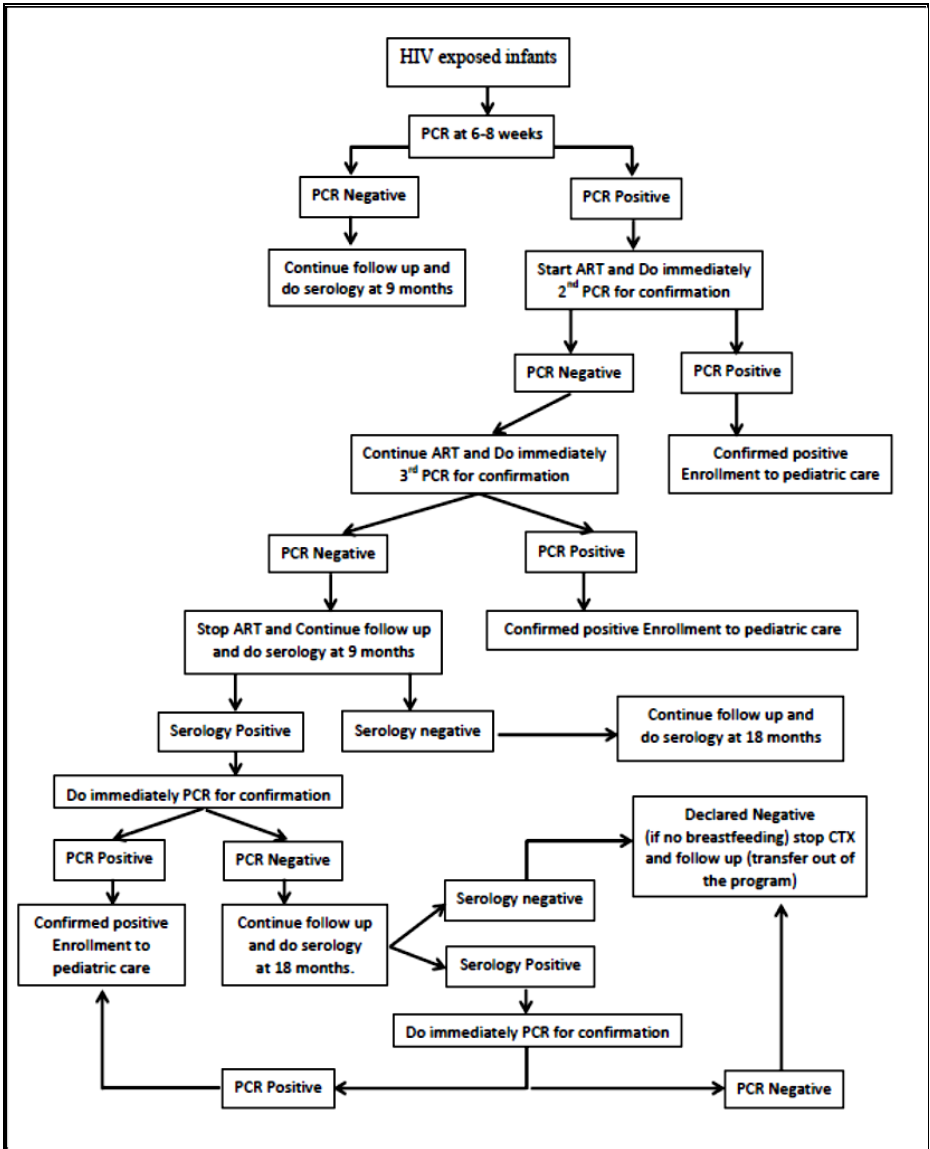 HIV exposed infants
PCR at 6-8 weeks
PCR Negative
PCR Positive
Continue follow up and
do serology at 9 months
Start ART and Do immediately
2nd PCR for confirmation
PCR Negative
PCR Positive
Continue ART and Do immediately
3rd PCR for confirmation
Confirmed positive
Enrollment to pediatric care
PCR Negative
PCR Positive
Stop ART and Continue follow up
and do serology at 9 months
Confirmed positive Enrollment to pediatric care
Serology Positive
Serology negative
Continue follow up and
do serology at 18 months
Do immediately PCR for confirmation
PCR Positive
PCR Negative
Declared Negative
(if no breastfeeding) stop CTX
and follow up (transfer out of
the program)
Confirmed positive
Enrollment to
pediatric care
Continue follow up
and do serology
at 18 months.
Serology negative
Serology Positive
Do immediately PCR for confirmation
PCR Positive
PCR Negative